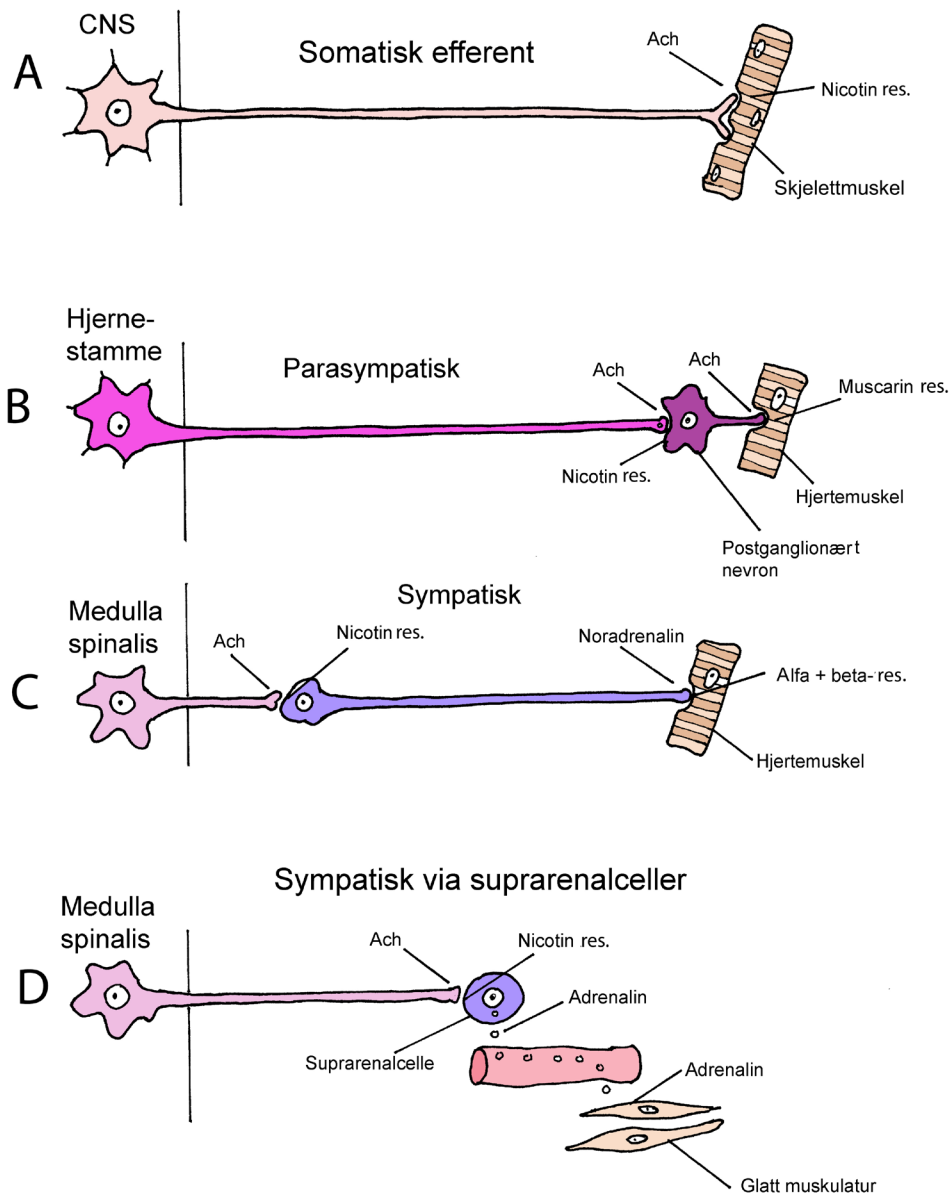 CNS
Somatisk efferent
A
Ach
Nicotin res.
Skjelettmuskel
Hjerne-
stamme
Parasympatisk
B
Ach
Ach
Muscarin res.
Nicotin res.
Hjertemuskel
Postganglionært
nevron
Sympatisk
Medulla
spinalis
Ach
Nicotin res.
Noradrenalin
C
Alfa + beta- res.
Hjertemuskel
Sympatisk via suprarenalceller
Medulla
spinalis
Ach
Nicotin res.
D
Adrenalin
Suprarenalcelle
Adrenalin
Glatt muskulatur